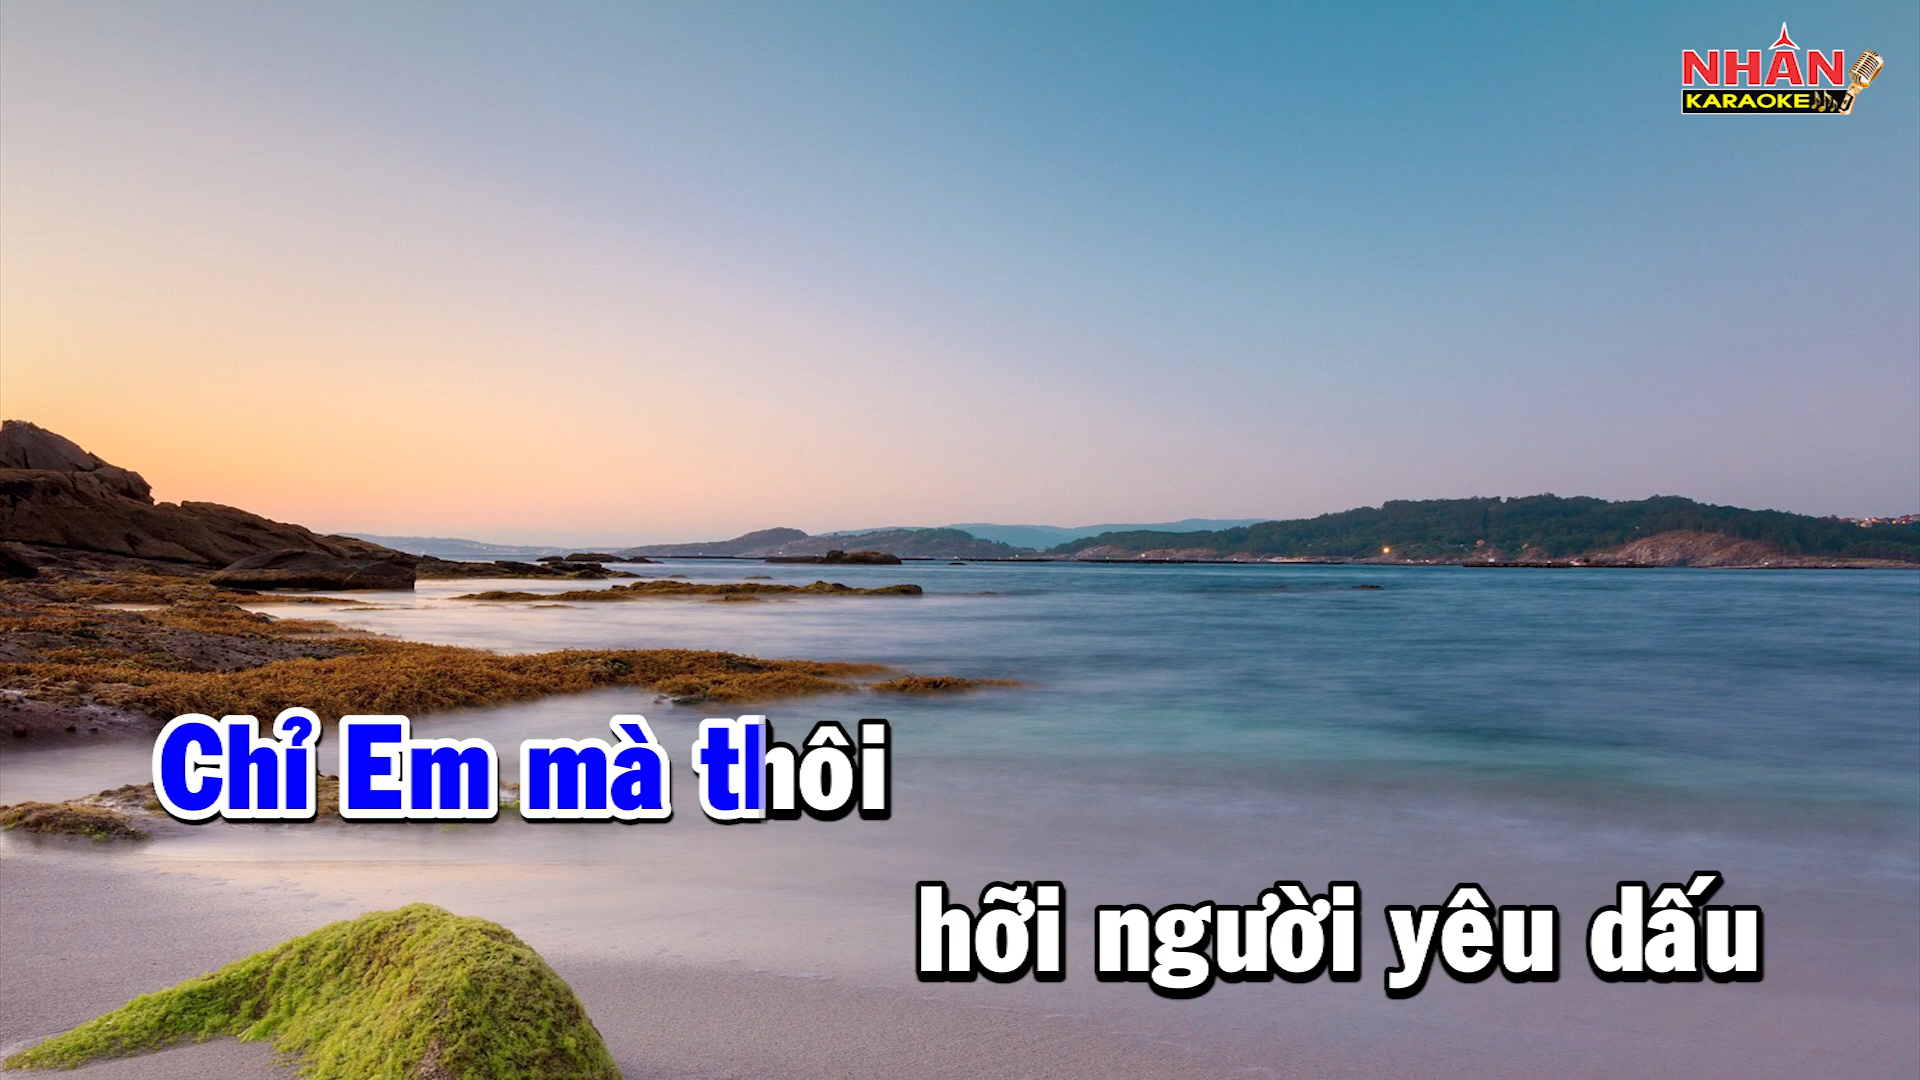 NHÂN
KARAOKE
Chỉ Em mà thôi
hỡi người yêu dấu